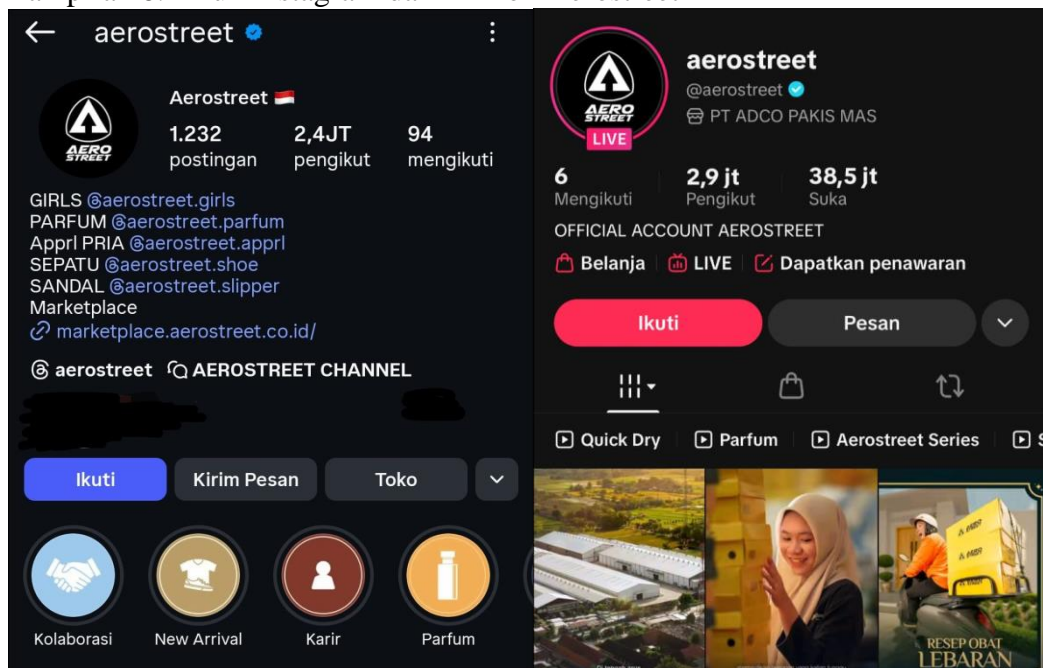 aerostreet
Aerostreet
1.232
2,4JT
94
postingan
pengikut
mengikuti
AERO
STREET
GIRLS @aerostreet.girls
PARFUM @aerostreet.parfum
Apprl PRIA @aerostreet.apprl
SEPATU @aerostreet.shoe
SANDAL @aerostreet.slipper
Marketplace
marketplace.aerostreet.co.id/
aerostreet AEROSTREET CHANNEL
Ikuti
Kirim Pesan
Toko
Kolaborasi
New Arrival
Karir
Parfum
aerostreet
@aerostreet
PT ADCO PAKIS MAS
AERO
STREET
LIVE
6
2,9 jt
38,5 jt
Mengikuti
Pengikut
Suka
OFFICIAL ACCOUNT AEROSTREET
Belanja
LIVE
Dapatkan penawaran
Ikuti
Pesan
Quick Dry
Parfum
Aerostreet Series
RESEP OBAT
LEBARAN